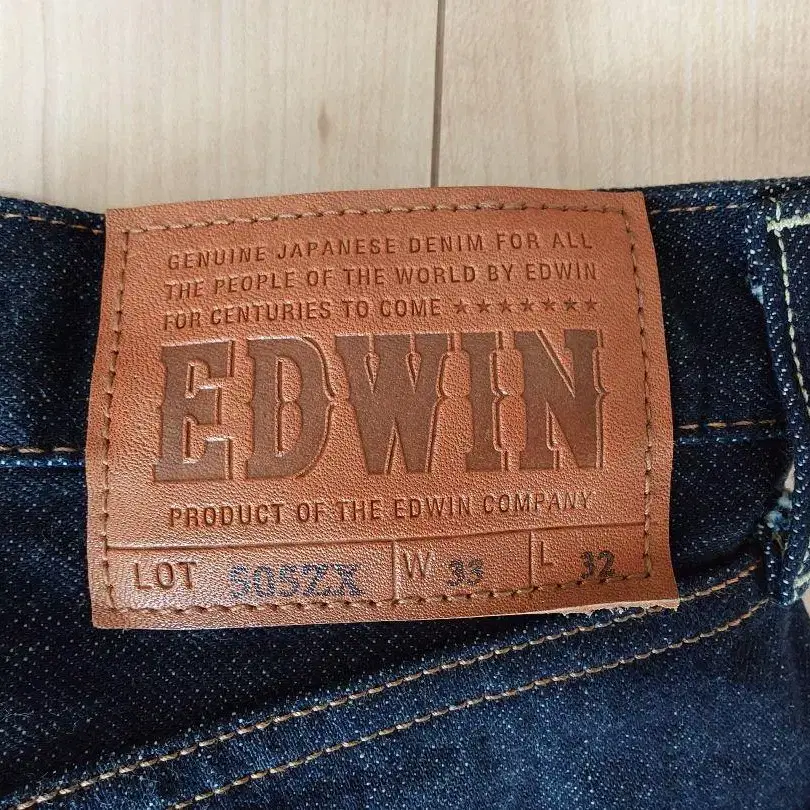 GENUINE JAPANESE DENIM FOR ALL
THE PEOPLE OF THE WORLD BY EDWIN
FOR CENTURIES TO COME ★★★★★★★
EDWIN
PRODUCT OF THE EDWIN COMPANY
LOT 505ZX W 33 L 32